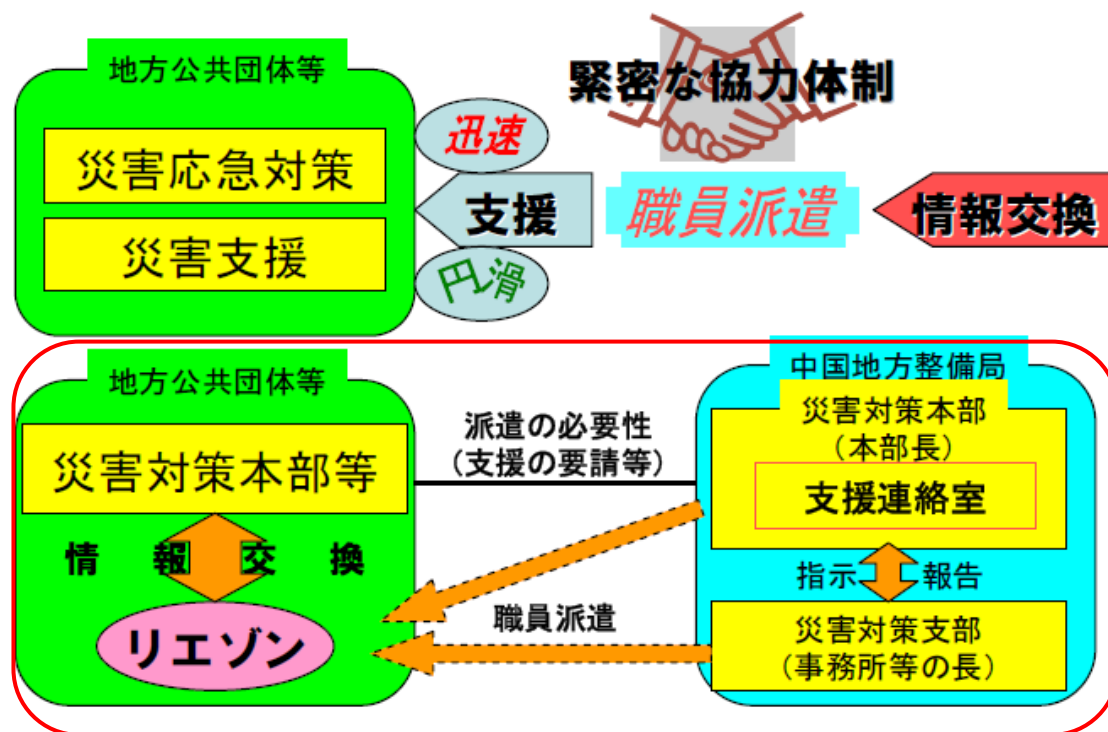 地方公共団体等
災害応急対策
災害支援
迅速
支援
円滑
緊密な協力体制
職員派遣
情報交換
地方公共団体等
災害対策本部等
情報交換
リエゾン
派遣の必要性
（支援の要請等）
職員派遣
中国地方整備局
災害対策本部
（本部長）
支援連絡室
指示 報告
災害対策支部
（事務所等の長）